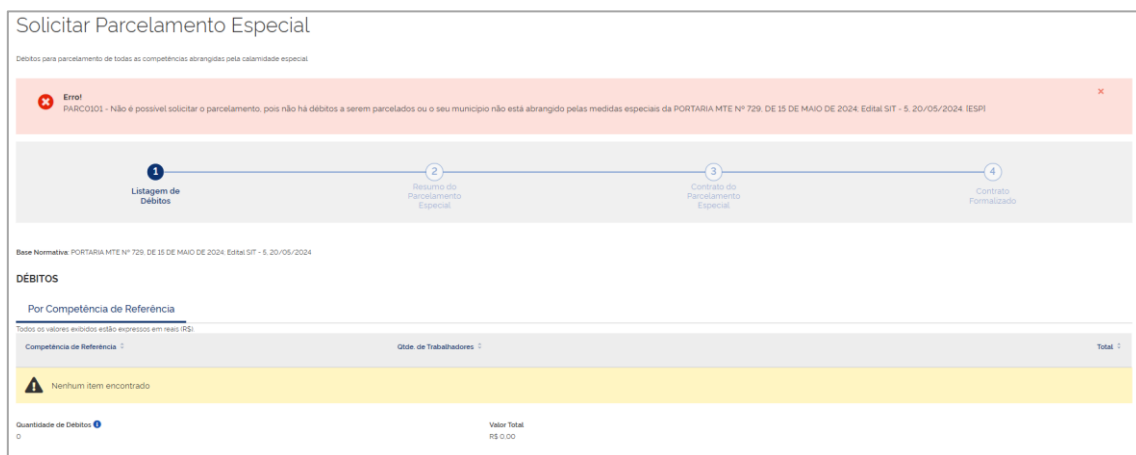 Solicitar Parcelamento Especial
Débitos para parcelamento de todas as competências abrangidas pela calamidade especial
Erro!
PARC0101 - Não é possível solicitar o parcelamento, pois não há débitos a serem parcelados ou o seu município não está abrangido pelas medidas especiais da PORTARIA MTE Nº 729, DE 15 DE MAIO DE 2024; Edital SIT - 5, 20/05/2024. [ESP]
1
2
3
4
Listagem de
Débitos
Resumo do
Parcelamento
Especial
Contrato do
Parcelamento
Especial
Contrato
Formalizado
Base Normativa: PORTARIA MTE Nº 729, DE 15 DE MAIO DE 2024; Edital SIT - 5, 20/05/2024
DÉBITOS
Por Competência de Referência
Todos os valores exibidos estão expressos em reais (R$)
Competência de Referência Qtde. de Trabalhadores Total
Nenhum item encontrado
Quantidade de Débitos Valor Total
0 R$ 0,00